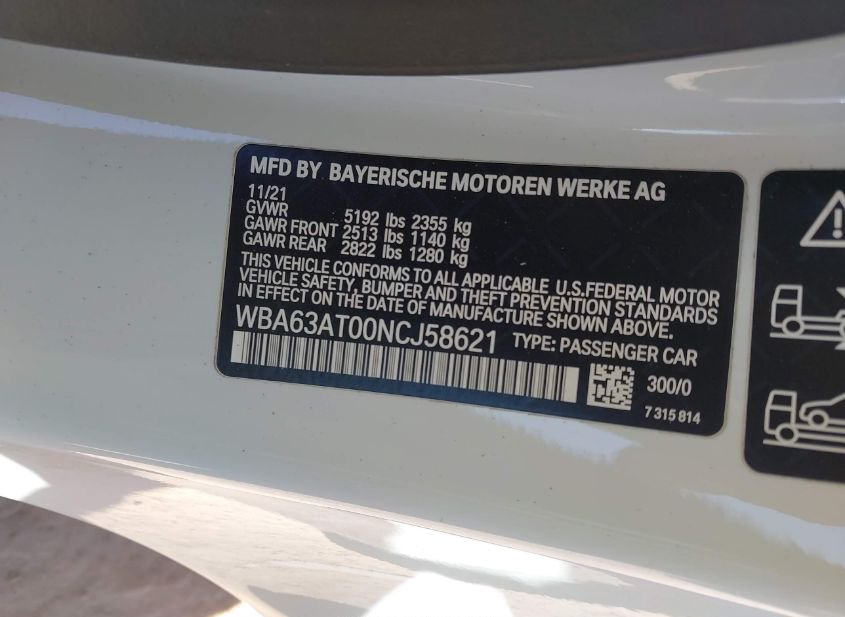 MFD BY BAYERISCHE MOTOREN WERKE AG
11/21
GVWR 5192 lbs 2355 kg
GAWR FRONT 2513 lbs 1140 kg
GAWR REAR 2822 lbs 1280 kg
THIS VEHICLE CONFORMS TO ALL APPLICABLE U.S.FEDERAL MOTOR
VEHICLE SAFETY, BUMPER AND THEFT PREVENTION STANDARDS
IN EFFECT ON THE DATE OF MANUFACTURE SHOWN ABOVE.
WBA63AT00NCJ58621 TYPE: PASSENGER CAR
300/0
7 315 814